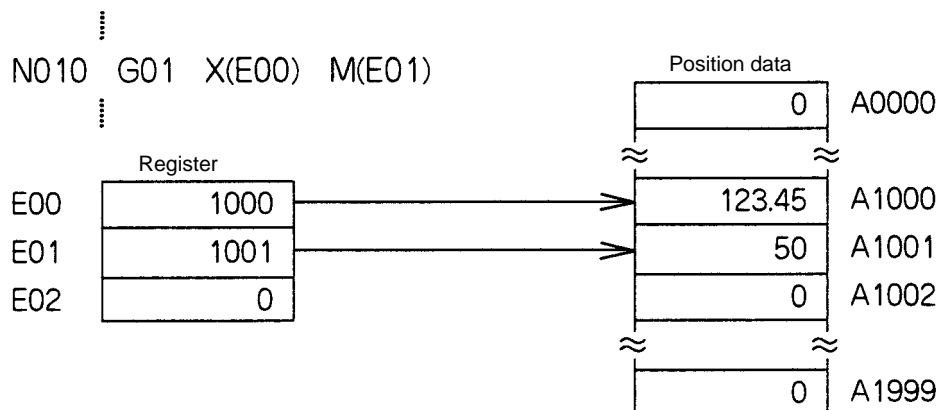 N010 G01 X(E00) M(E01)
Position data
0 A0000
Register
E00 1000 123.45 A1000
E01 1001 50 A1001
E02 0 0 A1002
0 A1999